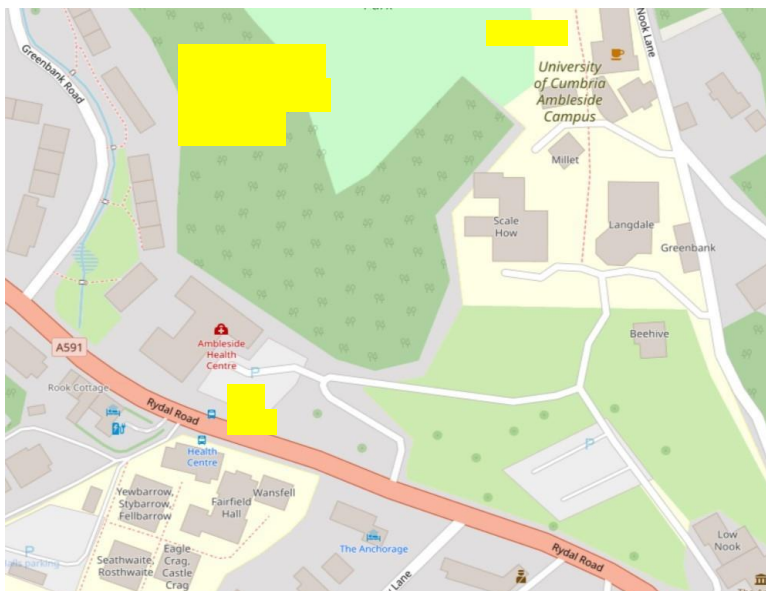 Nook Lane
Greenbank Road
University
of Cumbria
Ambleside
Campus
Millet
Scale
How
Langdale
Greenbank
Beehive
Ambleside
Health
Centre
P
A591
Rook Cottage
Rydal Road
Health
Centre
P
Yewbarrow,
Stybarrow,
Fellbarrow
Fairfield
Hall
Wansfell
The Anchorage
Low
Nook
P
Seathwaite,
Rosthwaite
Eagle
Crag,
Castle
Crag
Rydal Road
Lane